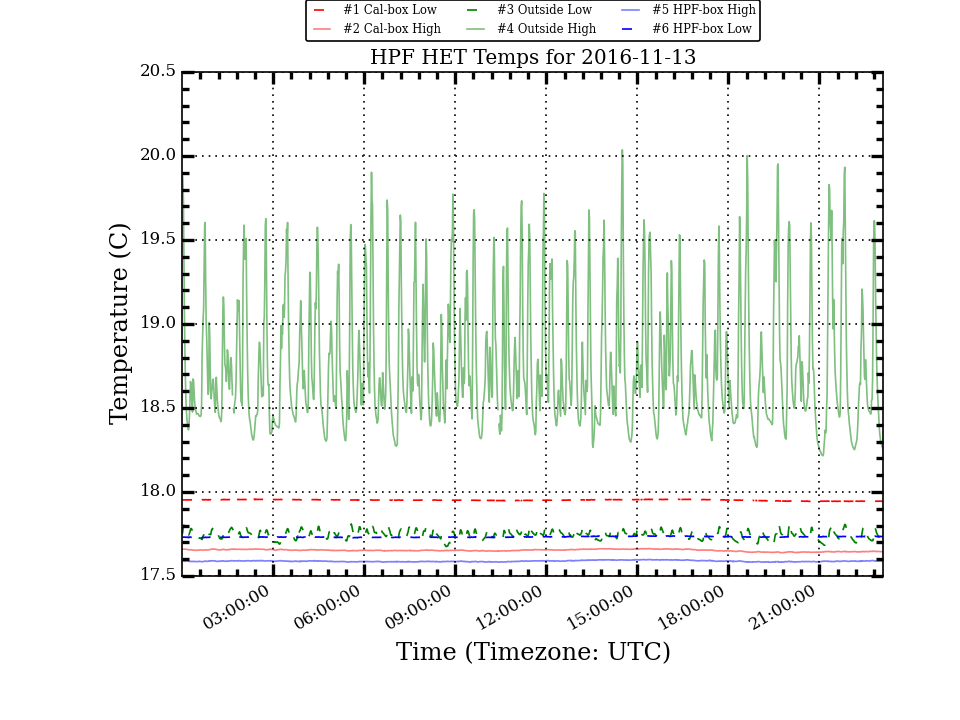 #1 Cal-box Low #3 Outside Low #5 HPF-box High
#2 Cal-box High #4 Outside High #6 HPF-box Low
HPF HET Temps for 2016-11-13
20.5
20.0
19.5
19.0
18.5
18.0
17.5
Temperature (C)
03:00:00 06:00:00 09:00:00 12:00:00 15:00:00 18:00:00 21:00:00
Time (Timezone: UTC)